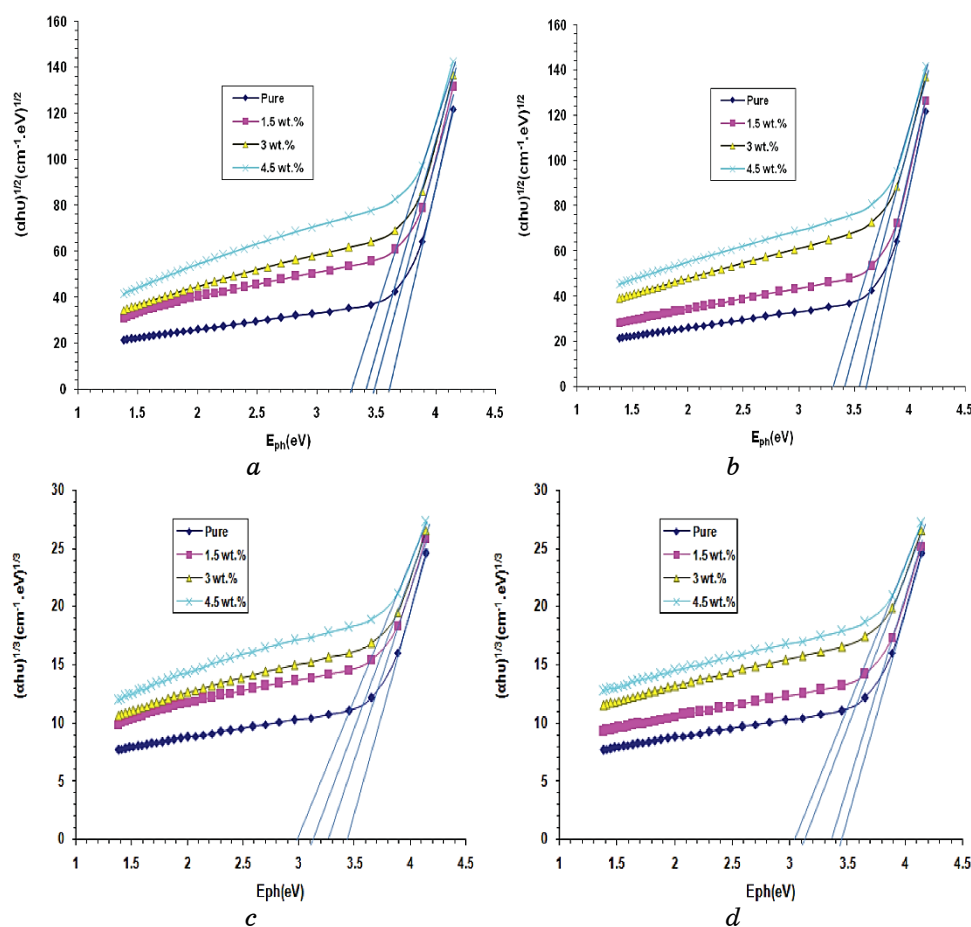 (αhυ)^1/2(cm⁻¹.eV)^1/2
160
140
120
100
80
60
40
20
0
Pure
1.5 wt.%
3 wt.%
4.5 wt.%
1 1.5 2 2.5 3 3.5 4 4.5
E_ph(eV)
a
(αhυ)^1/2(cm⁻¹.eV)^1/2
160
140
120
100
80
60
40
20
0
Pure
1.5 wt.%
3 wt.%
4.5 wt.%
1 1.5 2 2.5 3 3.5 4 4.5
E_ph(eV)
b
(αhυ)^1/3(cm⁻¹.eV)^1/3
30
25
20
15
10
5
0
Pure
1.5 wt.%
3 wt.%
4.5 wt.%
1 1.5 2 2.5 3 3.5 4 4.5
Eph(eV)
c
(αhυ)^1/3(cm⁻¹.eV)^1/3
30
25
20
15
10
5
0
Pure
1.5 wt.%
3 wt.%
4.5 wt.%
1 1.5 2 2.5 3 3.5 4 4.5
Eph(eV)
d